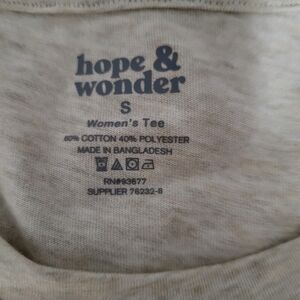 hope &
wonder
S
Women's Tee
60% COTTON 40% POLYESTER
MADE IN BANGLADESH
RN#93677
SUPPLIER 76232-8